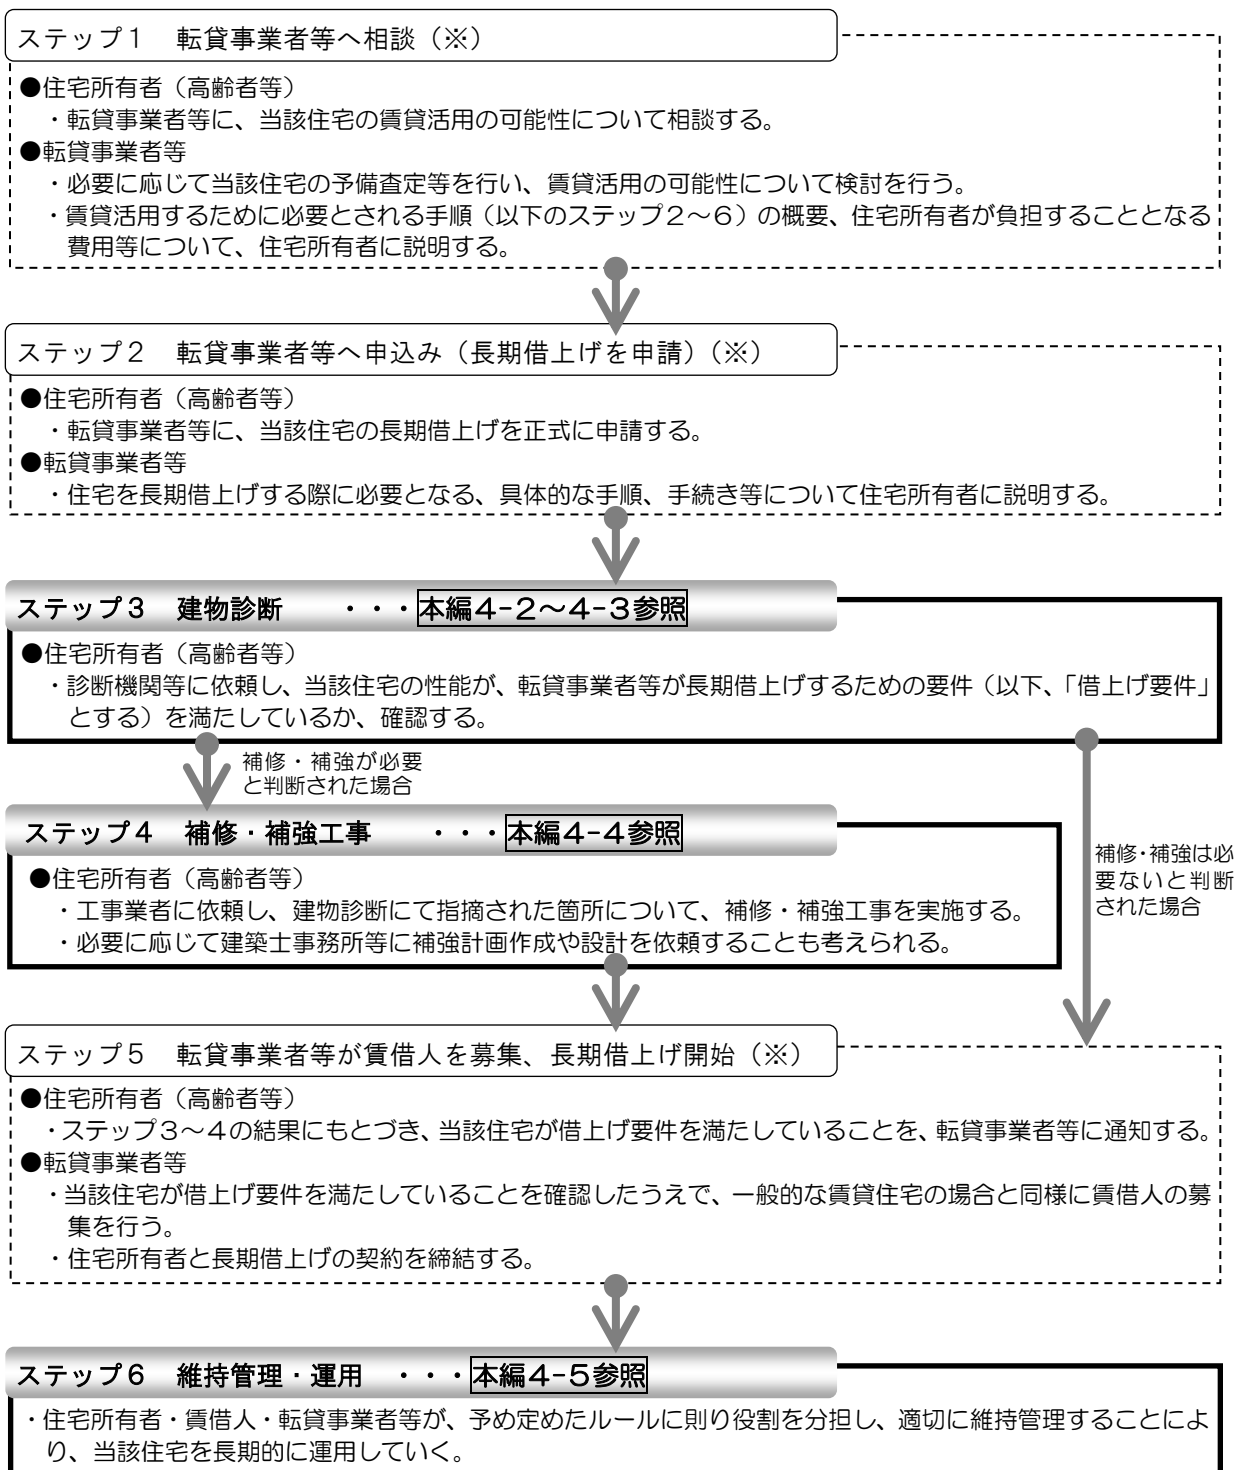 ステップ1　転貸事業者等へ相談（※）
●住宅所有者（高齢者等）
・転貸事業者等に、当該住宅の賃貸活用の可能性について相談する。
●転貸事業者等
・必要に応じて当該住宅の予備査定等を行い、賃貸活用の可能性について検討を行う。
・賃貸活用するために必要とされる手順（以下のステップ2～6）の概要、住宅所有者が負担することとなる
費用等について、住宅所有者に説明する。
ステップ2　転貸事業者等へ申込み（長期借上げを申請）（※）
●住宅所有者（高齢者等）
・転貸事業者等に、当該住宅の長期借上げを正式に申請する。
●転貸事業者等
・住宅を長期借上げする際に必要となる、具体的な手順、手続き等について住宅所有者に説明する。
ステップ3　建物診断　・・・本編4-2～4-3参照
●住宅所有者（高齢者等）
・診断機関等に依頼し、当該住宅の性能が、転貸事業者等が長期借上げするための要件（以下、「借上げ要件」
とする）を満たしているか、確認する。
補修・補強が必要
と判断された場合
ステップ4　補修・補強工事　・・・本編4-4参照
●住宅所有者（高齢者等）
・工事業者に依頼し、建物診断にて指摘された箇所について、補修・補強工事を実施する。
・必要に応じて建築士事務所等に補強計画作成や設計を依頼することも考えられる。
補修・補強は必
要ないと判断
された場合
ステップ5　転貸事業者等が賃借人を募集、長期借上げ開始（※）
●住宅所有者（高齢者等）
・ステップ3～4の結果にもとづき、当該住宅が借上げ要件を満たしていることを、転貸事業者等に通知する。
●転貸事業者等
・当該住宅が借上げ要件を満たしていることを確認したうえで、一般的な賃貸住宅の場合と同様に賃借人の募
集を行う。
・住宅所有者と長期借上げの契約を締結する。
ステップ6　維持管理・運用　・・・本編4-5参照
・住宅所有者・賃借人・転貸事業者等が、予め定めたルールに則り役割を分担し、適切に維持管理することによ
り、当該住宅を長期的に運用していく。